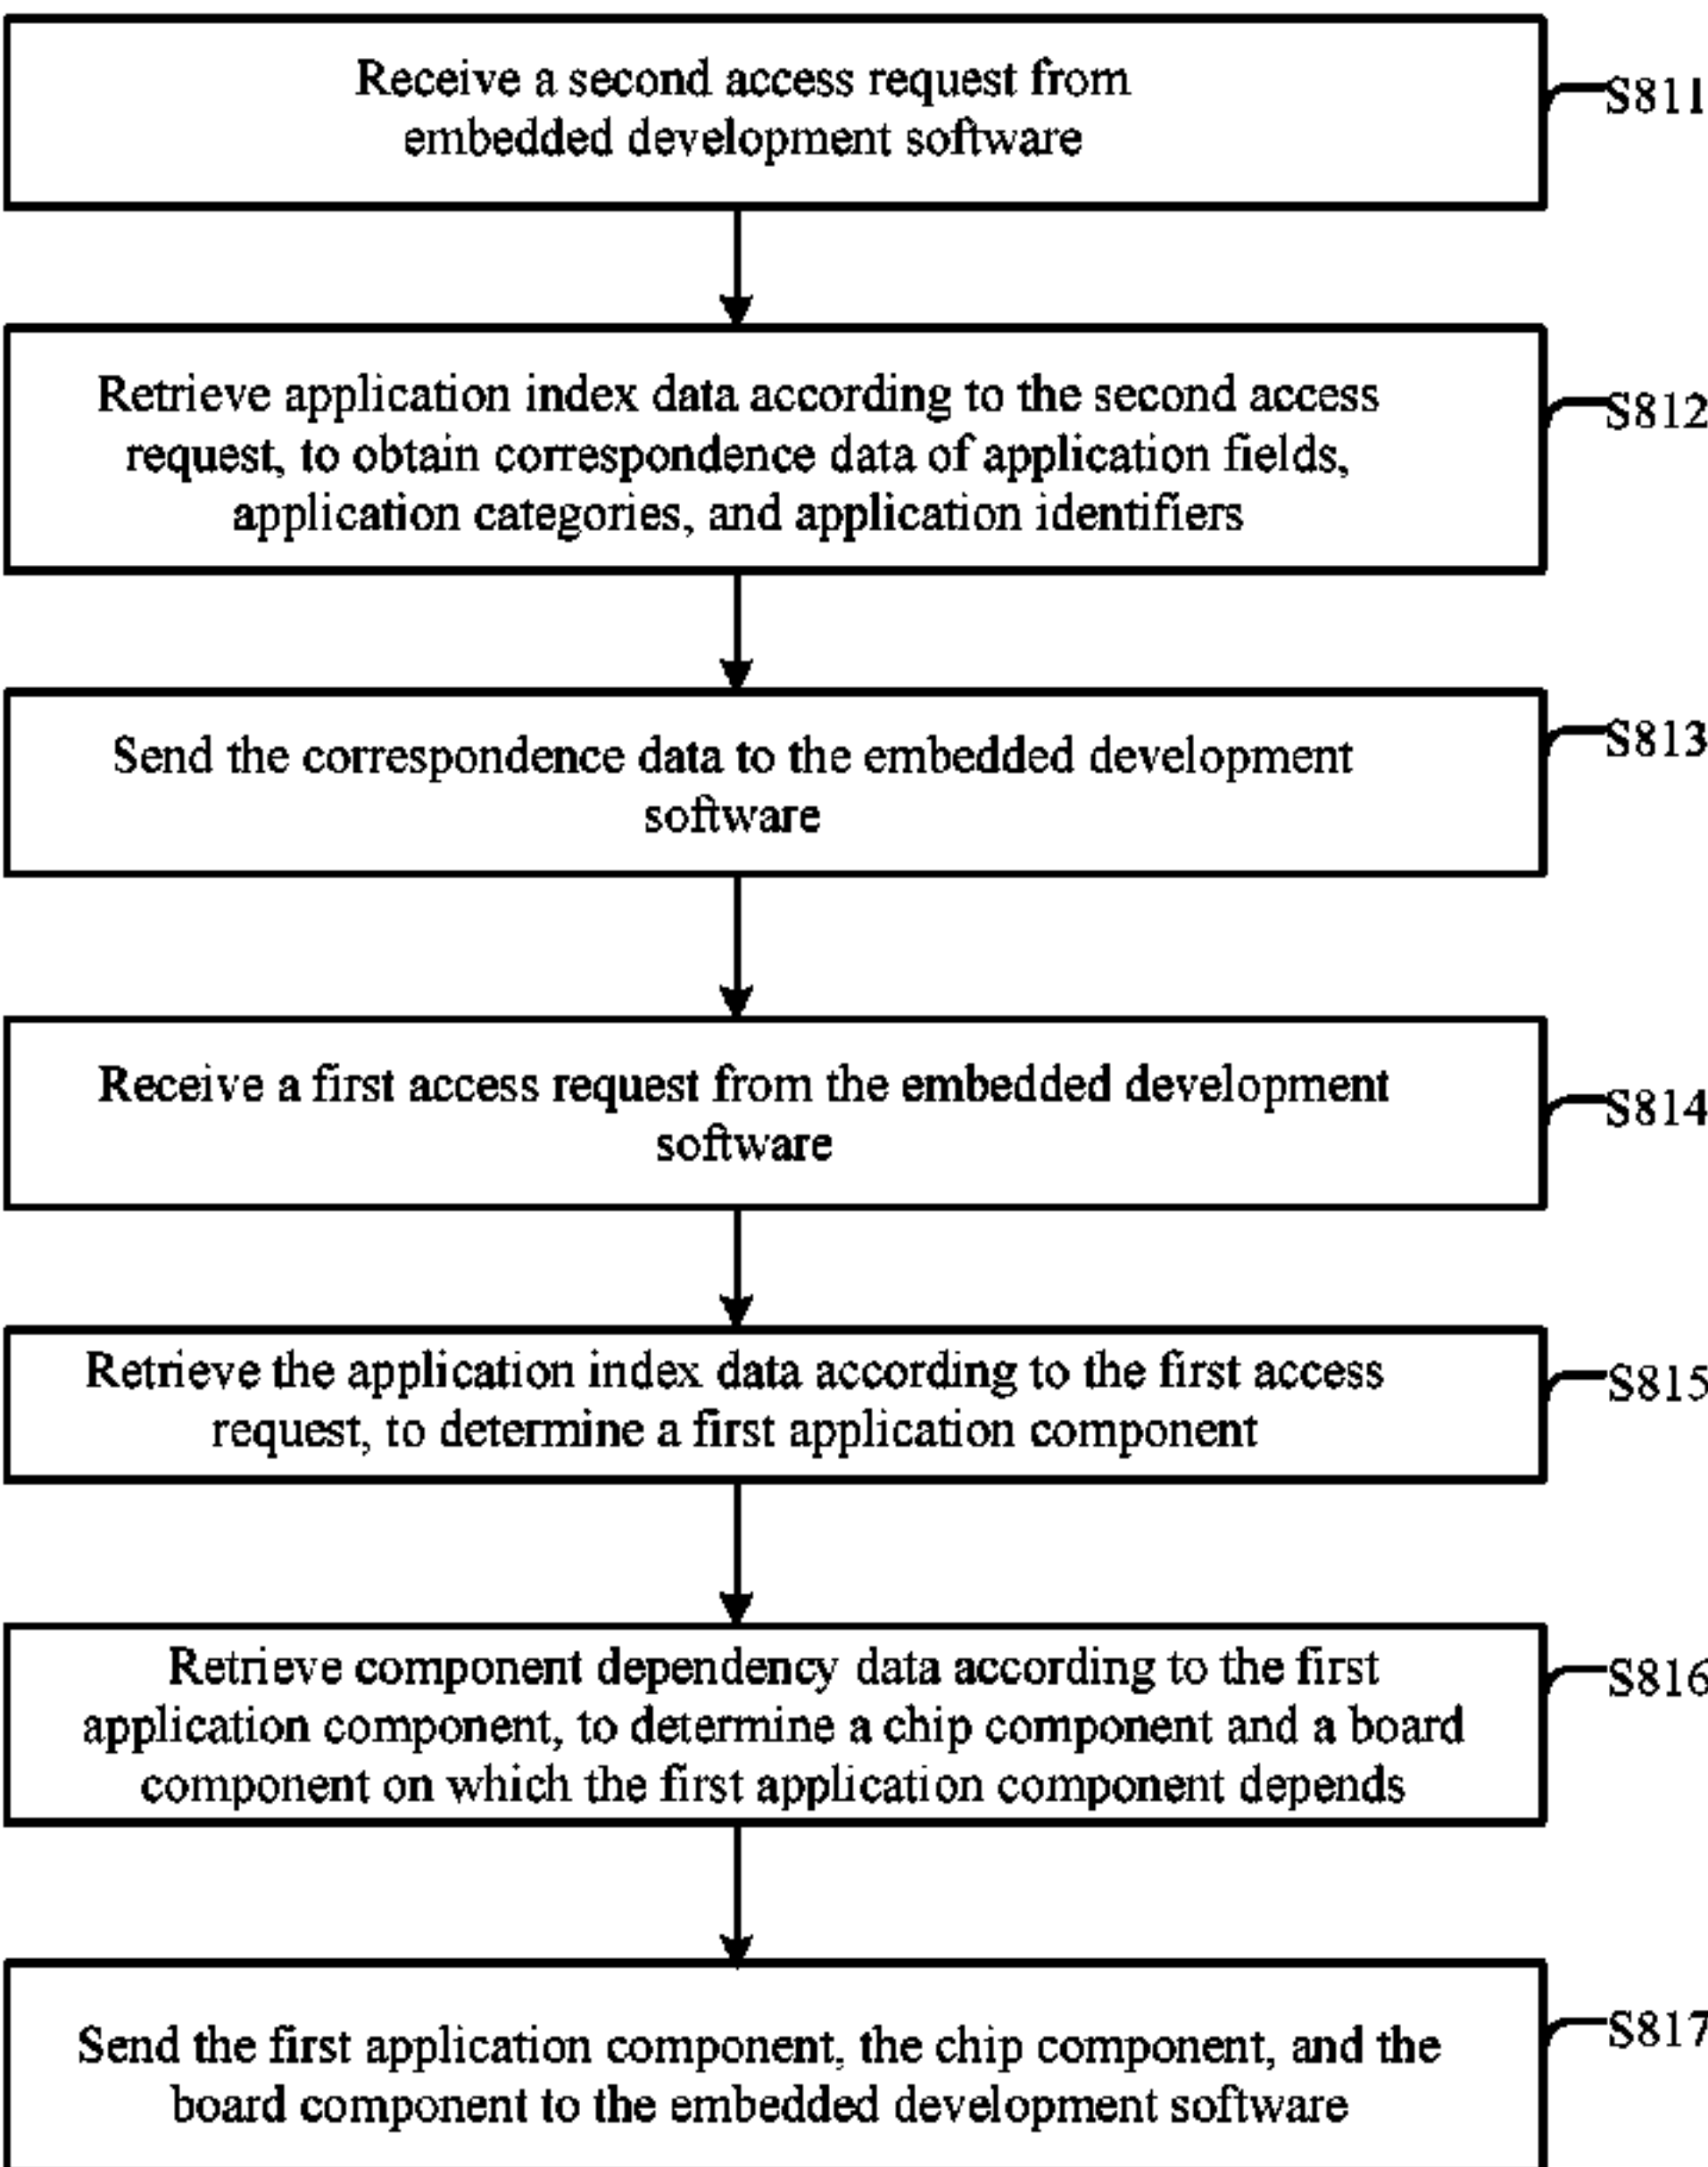 Receive a second access request from
embedded development software
S811
Retrieve application index data according to the second access
request, to obtain correspondence data of application fields,
application categories, and application identifiers
S812
Send the correspondence data to the embedded development
software
S813
Receive a first access request from the embedded development
software
S814
Retrieve the application index data according to the first access
request, to determine a first application component
S815
Retrieve component dependency data according to the first
application component, to determine a chip component and a board
component on which the first application component depends
S816
Send the first application component, the chip component, and the
board component to the embedded development software
S817